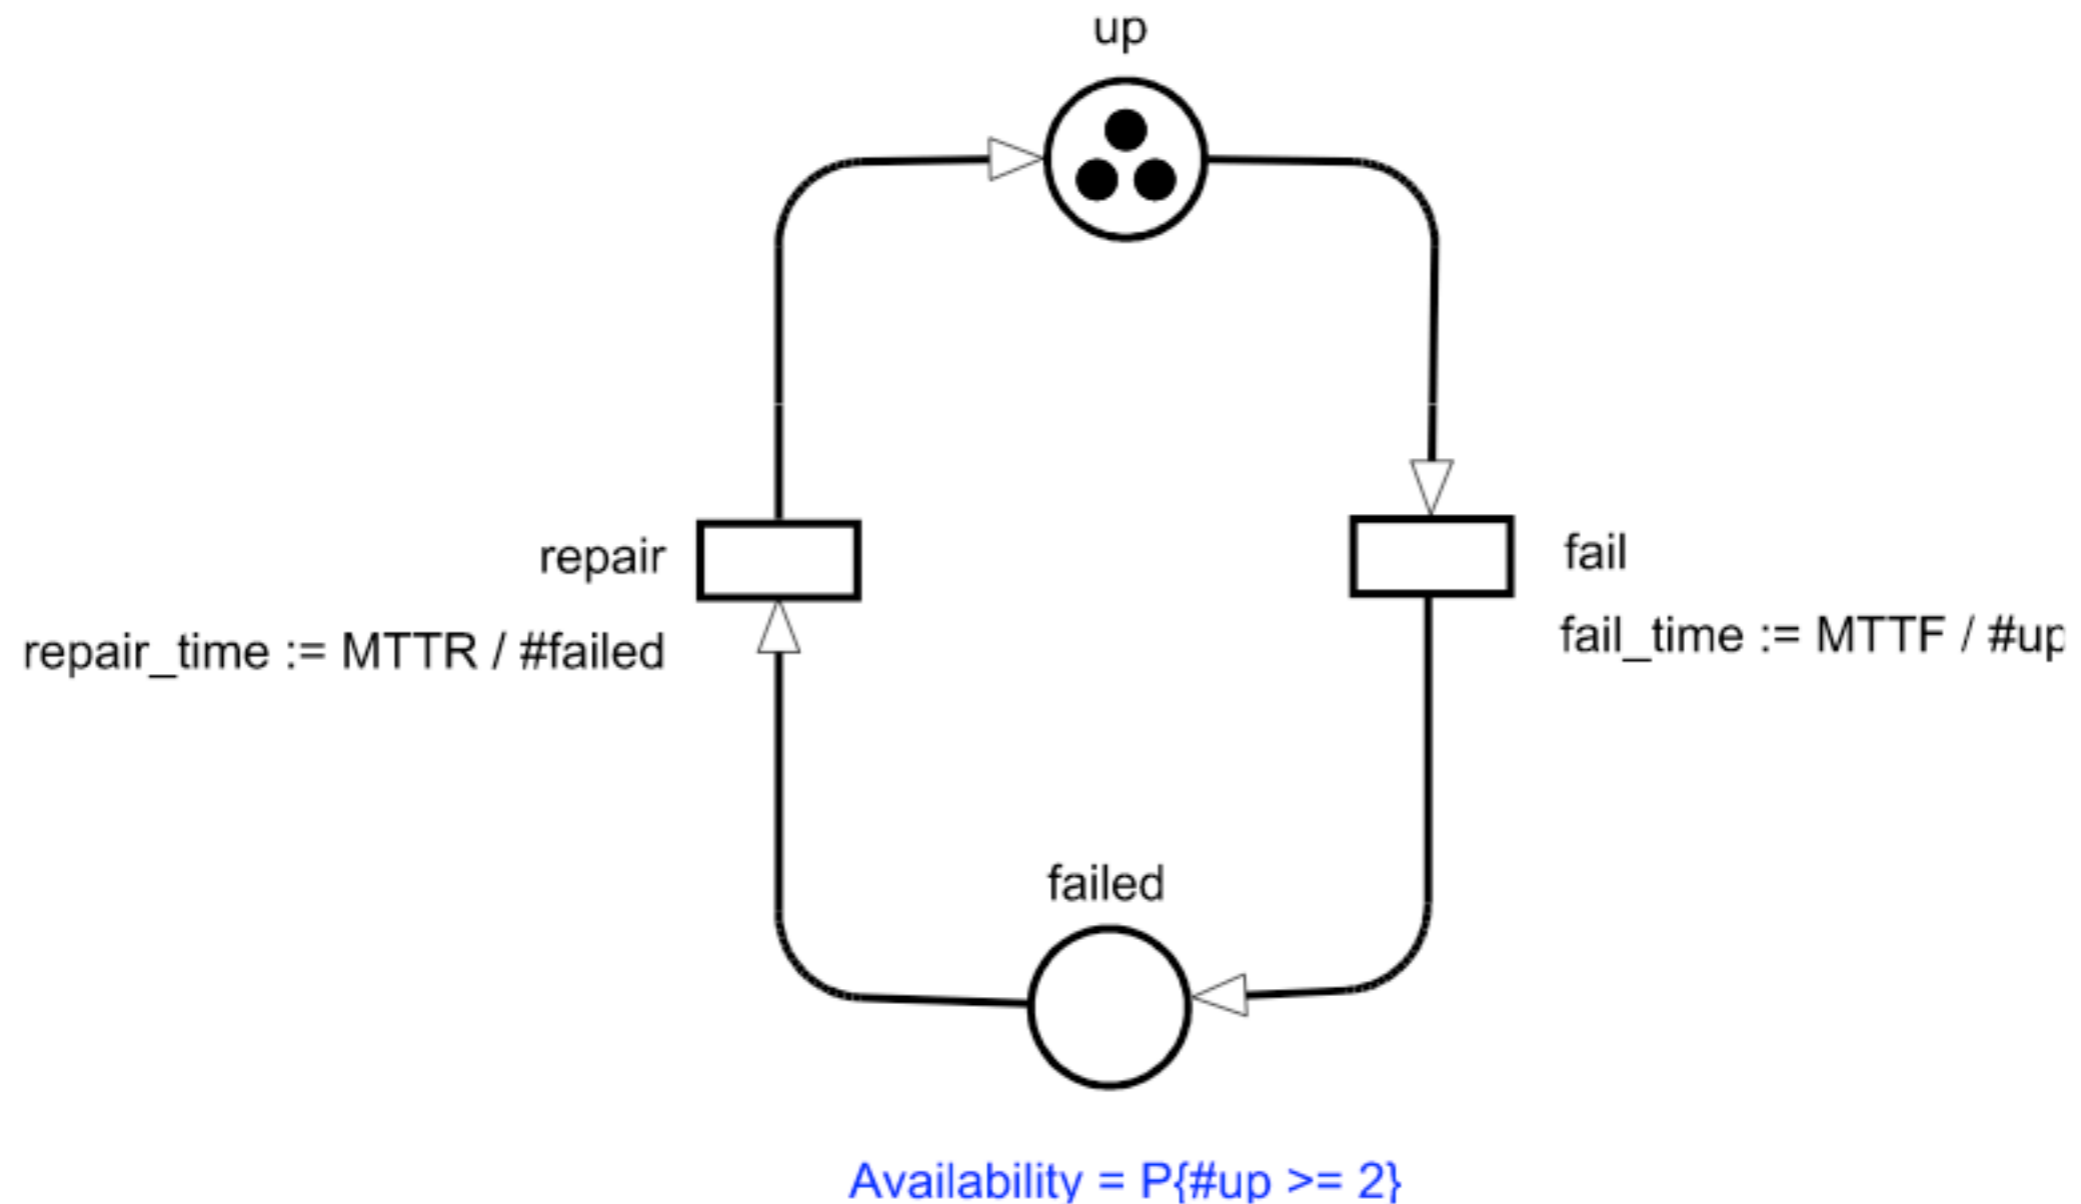 up
repair
fail
repair_time := MTTR / #failed
fail_time := MTTF / #up
failed
Availability = P{#up >= 2}